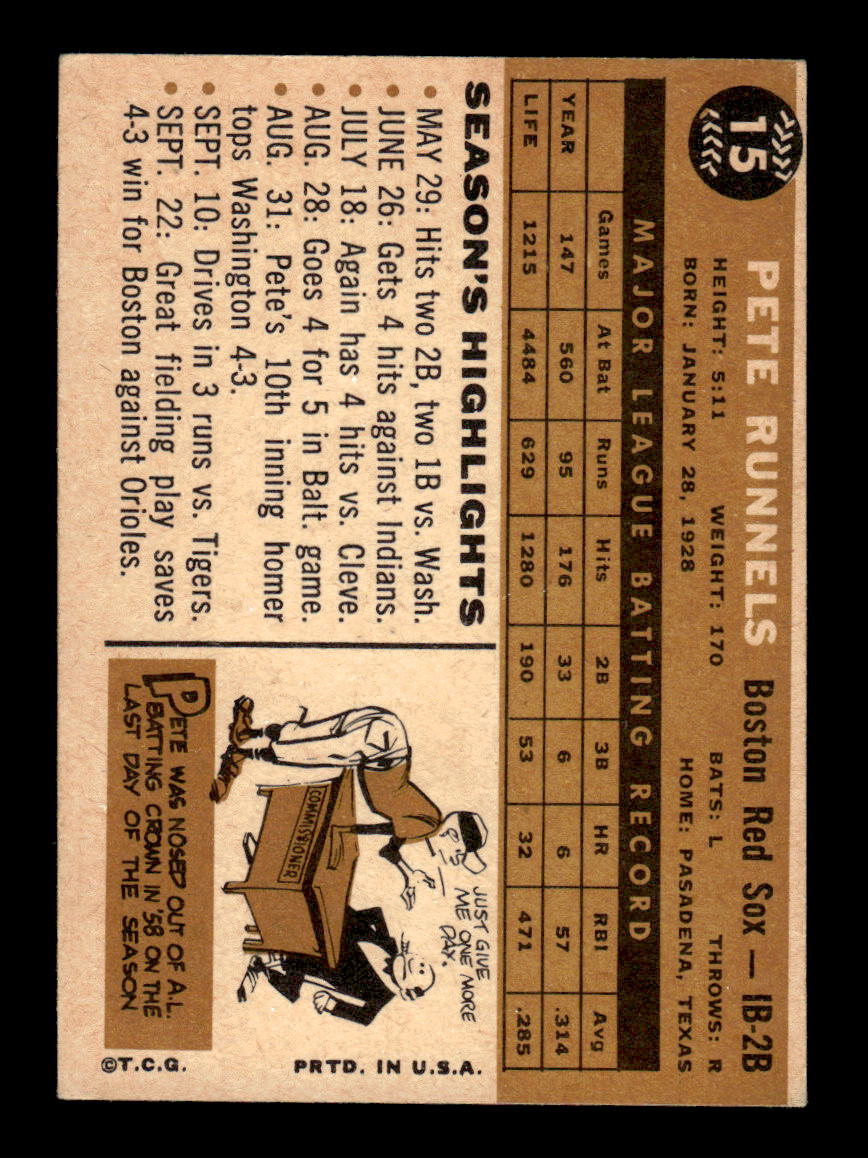 15
PETE RUNNELS Boston Red Sox — 1B-2B
HEIGHT: 5:11 WEIGHT: 170 BATS: L THROWS: R
BORN: JANUARY 28, 1928 HOME: PASADENA, TEXAS
MAJOR LEAGUE BATTING RECORD
Games At Bat Runs Hits 2B 3B HR RBI Avg
YEAR 147 560 95 176 33 6 6 57 .314
LIFE 1215 4484 629 1280 190 53 32 471 .285
SEASON'S HIGHLIGHTS
• MAY 29: Hits two 2B, two 1B vs. Wash.
• JUNE 26: Gets 4 hits against Indians.
• JULY 18: Again has 4 hits vs. Cleve.
• AUG. 28: Goes 4 for 5 in Balt. game.
• AUG. 31: Pete's 10th inning homer
tops Washington 4-3.
• SEPT. 10: Drives in 3 runs vs. Tigers.
• SEPT. 22: Great fielding play saves
4-3 win for Boston against Orioles.
JUST GIVE
ME ONE MORE
DAY.
COMMISSIONER
PETE WAS NOSED OUT OF A.L.
BATTING CROWN IN '58 ON THE
LAST DAY OF THE SEASON
©T.C.G. PRTD. IN U.S.A.